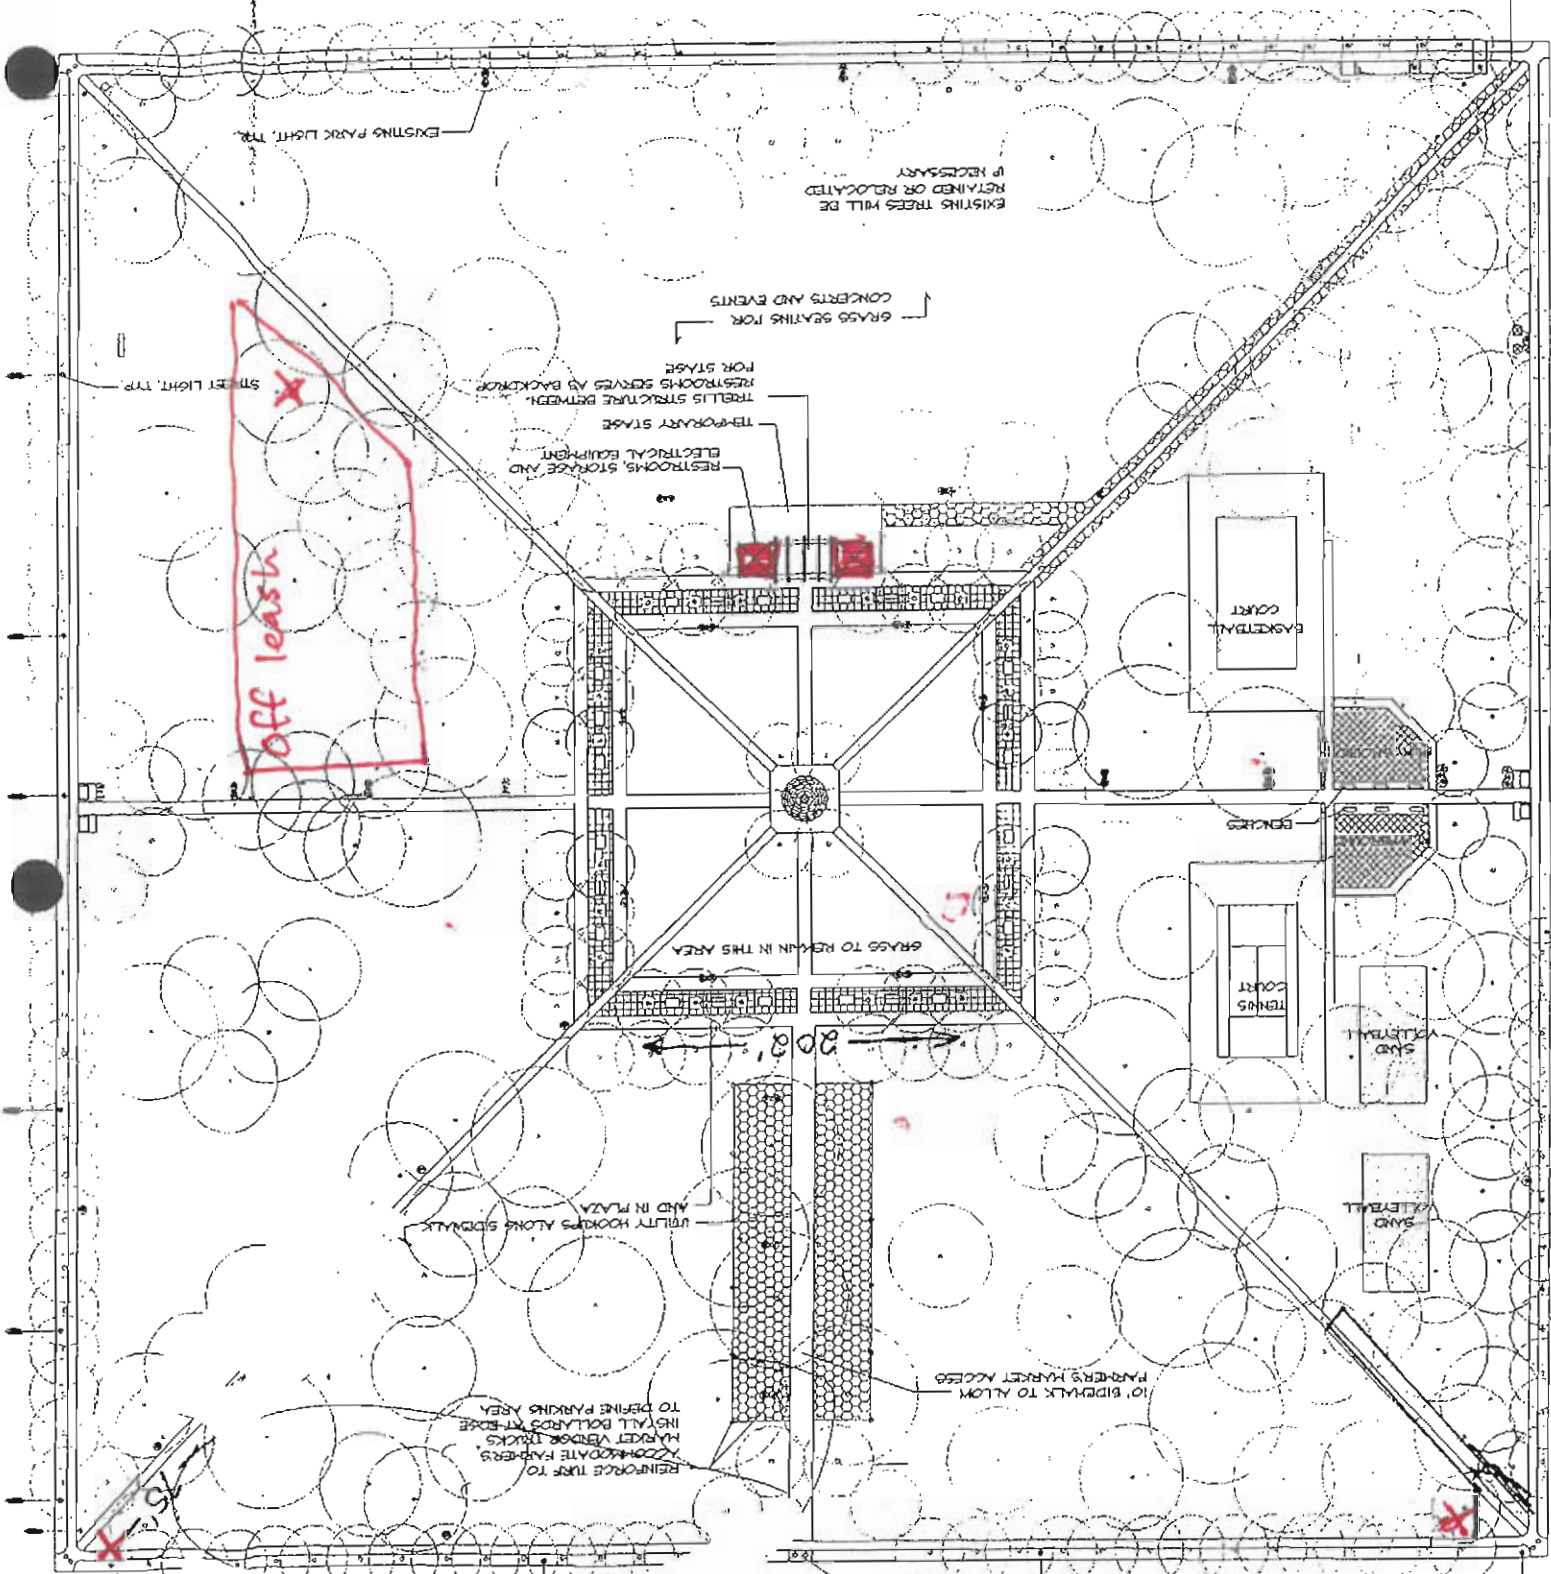 EXISTING PARK LIGHT, TYP.
EXISTING TREES WILL BE
RETAINED OR RELOCATED
IF NECESSARY
GRASS SEATING FOR
CONCERTS AND EVENTS
TRELLIS STRUCTURE BETWEEN
RESTROOMS SERVES AS BACKDROP
FOR STAGE
TEMPORARY STAGE
RESTROOMS, STORAGE AND
ELECTRICAL EQUIPMENT
STREET LIGHT, TYP.
Off leash
BASKETBALL
COURT
BENCHES
TENNIS
COURT
SAND
VOLLEYBALL
SAND
VOLLEYBALL
GRASS TO REMAIN IN THIS AREA
202'
UTILITY HOOKUPS ALONG SIDEWALK
AND IN PLAZA
10' SIDEWALK TO ALLOW
FARMER'S MARKET ACCESS
REINFORCE TURF TO
ACCOMMODATE FARMERS
MARKET VENDOR TRUCKS
INSTALL BOLLARDS AT EDGE
TO DEFINE PARKING AREA